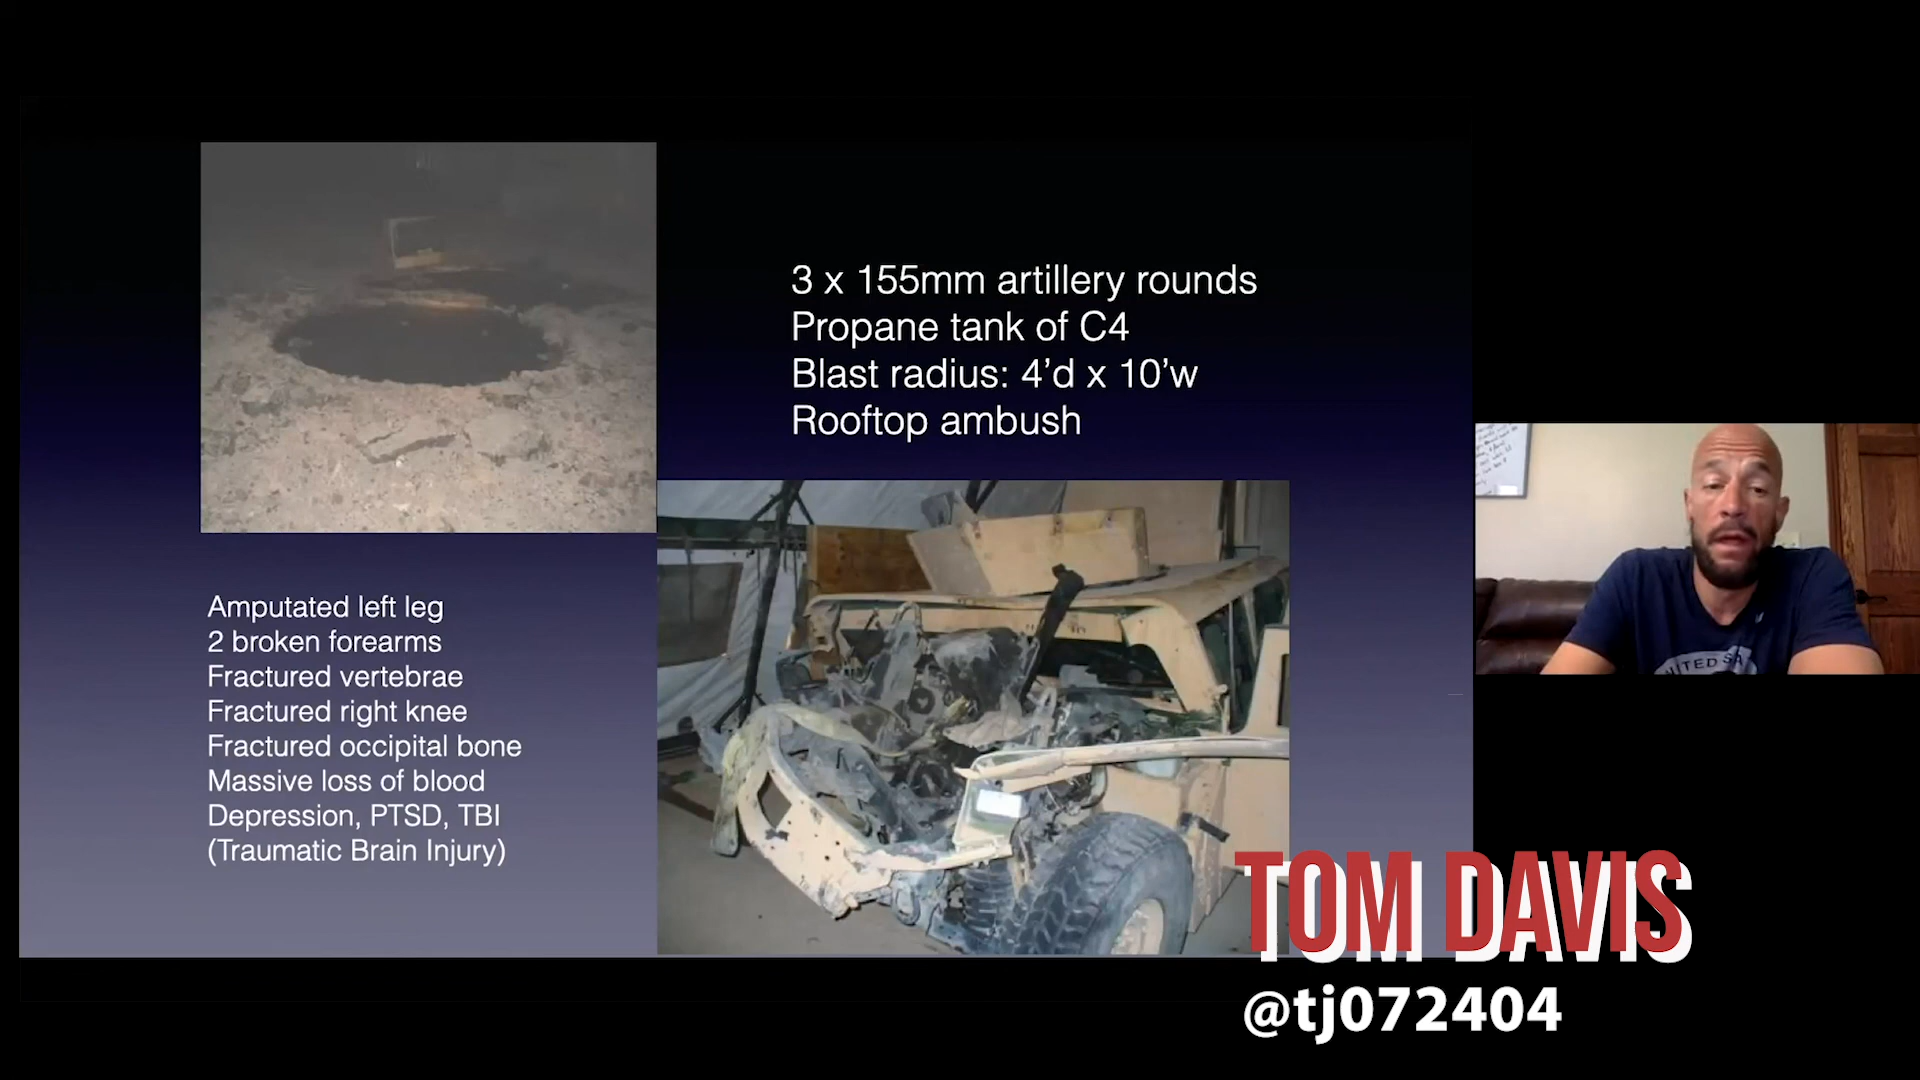 3 x 155mm artillery rounds
Propane tank of C4
Blast radius: 4'd x 10'w
Rooftop ambush
Amputated left leg
2 broken forearms
Fractured vertebrae
Fractured right knee
Fractured occipital bone
Massive loss of blood
Depression, PTSD, TBI
(Traumatic Brain Injury)
TOM DAVIS
@tj072404